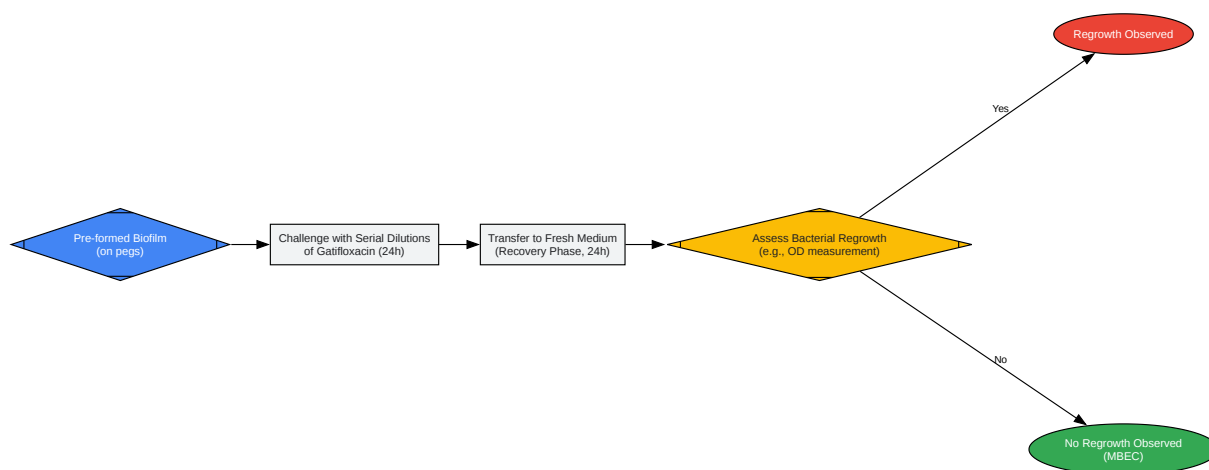 Regrowth Observed
Yes
Pre-formed Biofilm
(on pegs)
Challenge with Serial Dilutions
of Gatifloxacin (24h)
Transfer to Fresh Medium
(Recovery Phase, 24h)
Assess Bacterial Regrowth
(e.g., OD measurement)
No
No Regrowth Observed
(MBEC)